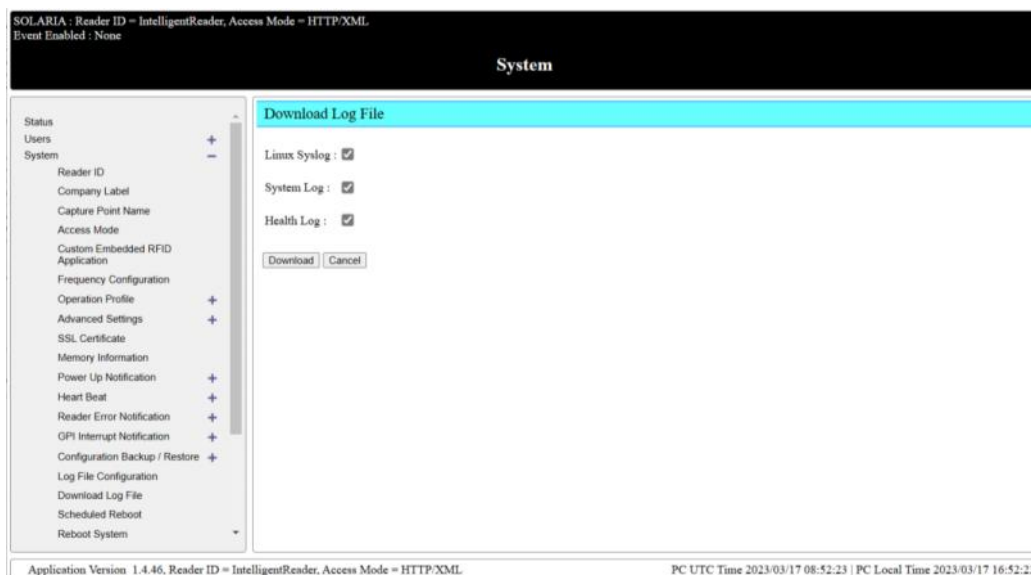 SOLARIA : Reader ID = IntelligentReader, Access Mode = HTTP/XML
Event Enabled : None
System
Status
Users
System
Reader ID
Company Label
Capture Point Name
Access Mode
Custom Embedded RFID
Application
Frequency Configuration
Operation Profile
Advanced Settings
SSL Certificate
Memory Information
Power Up Notification
Heart Beat
Reader Error Notification
GPI Interrupt Notification
Configuration Backup / Restore
Log File Configuration
Download Log File
Scheduled Reboot
Reboot System
Download Log File
Linux Syslog :
System Log :
Health Log :
Download Cancel
Application Version 1.4.46, Reader ID = IntelligentReader, Access Mode = HTTP/XML PC UTC Time 2023/03/17 08:52:23 | PC Local Time 2023/03/17 16:52:2